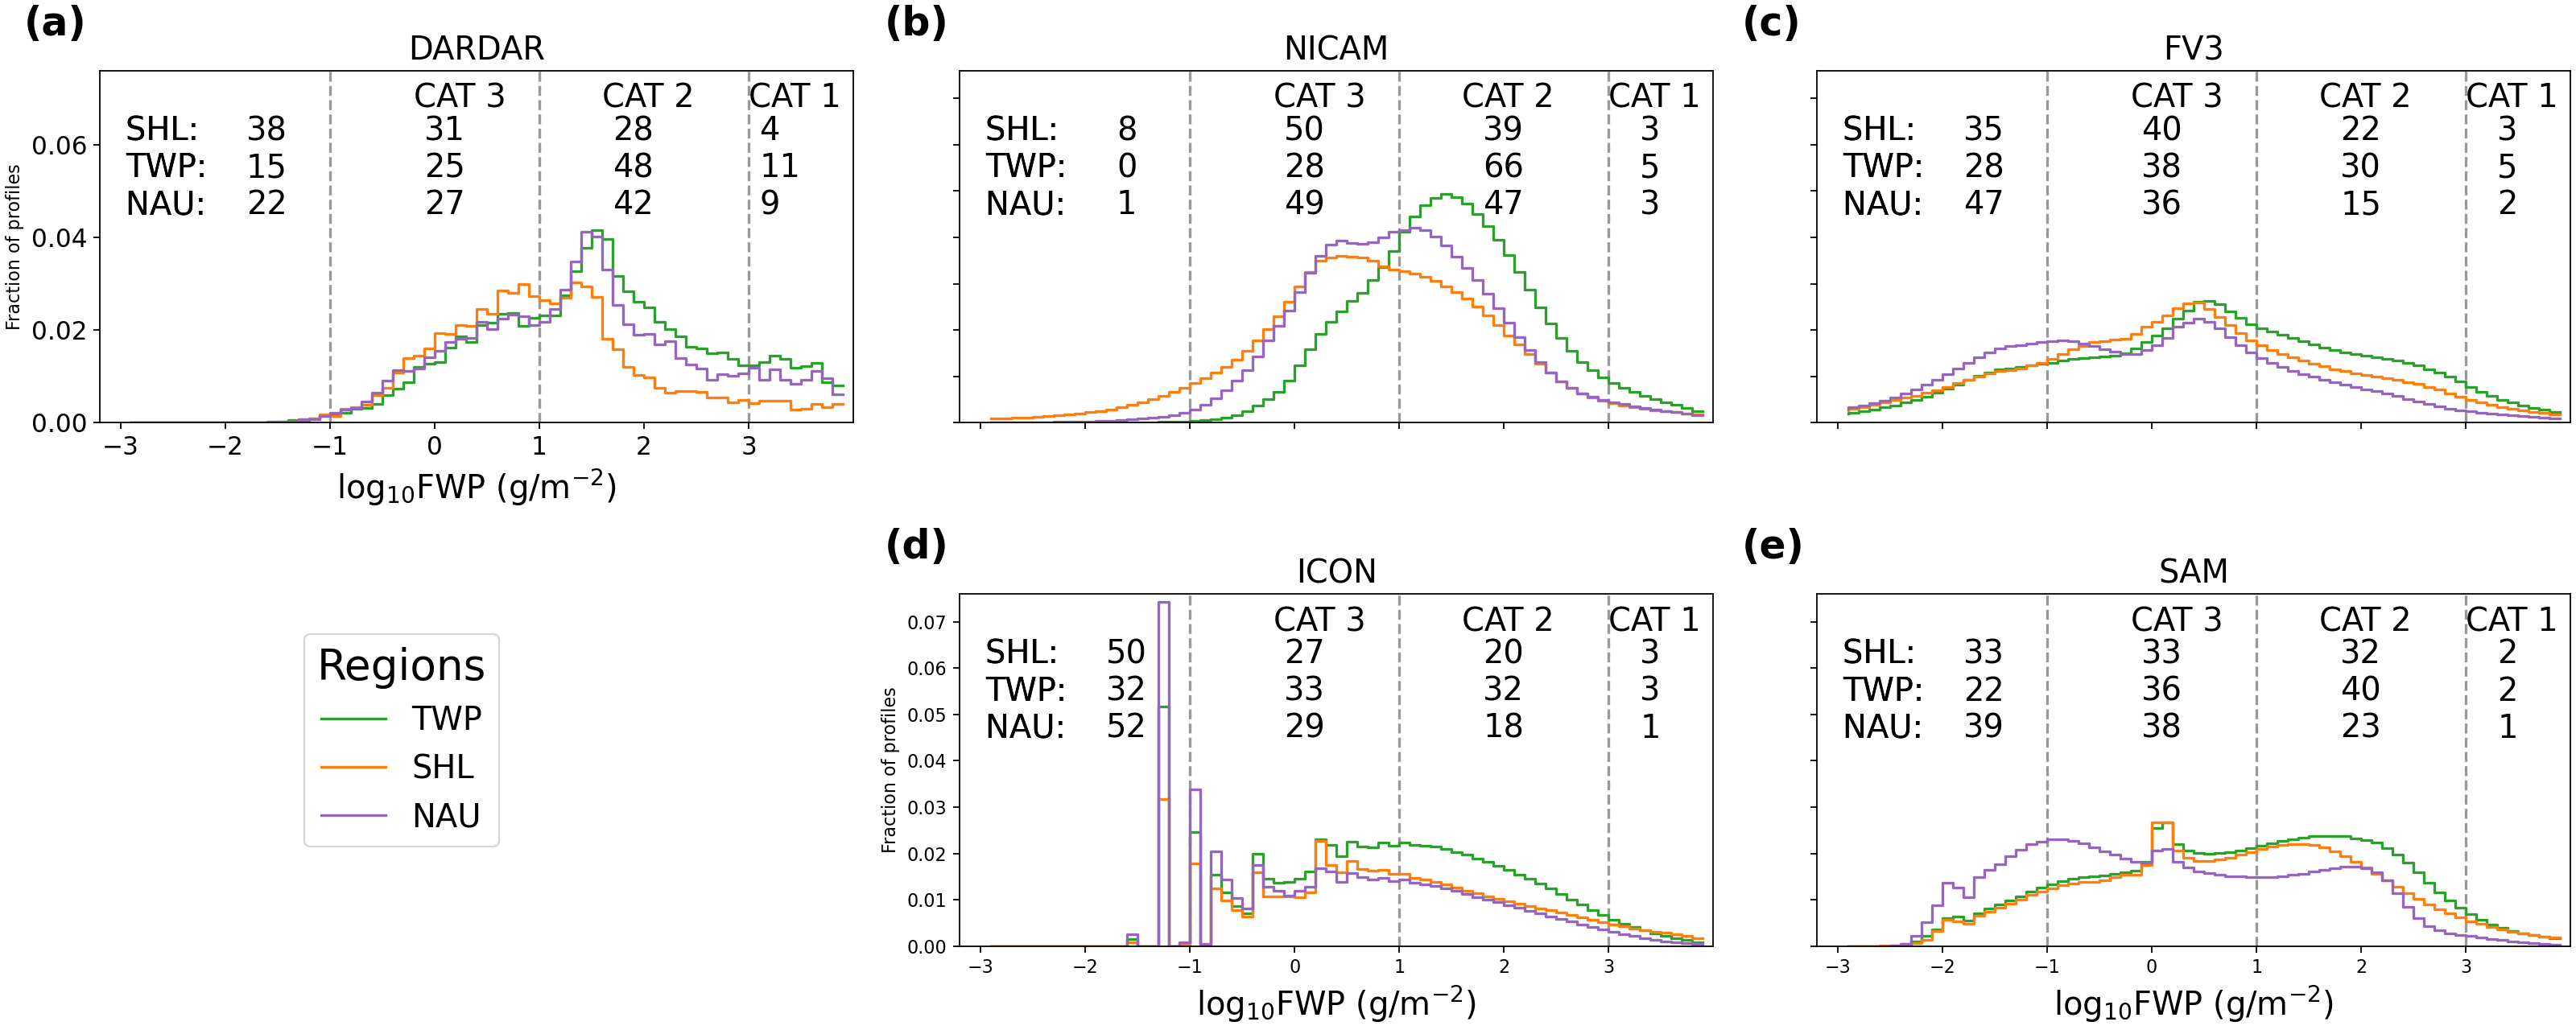 (a)
DARDAR
CAT 3 CAT 2 CAT 1
SHL: 38 31 28 4
TWP: 15 25 48 11
NAU: 22 27 42 9
Fraction of profiles
0.06
0.04
0.02
0.00
−3 −2 −1 0 1 2 3
log₁₀FWP (g/m⁻²)
(b)
NICAM
CAT 3 CAT 2 CAT 1
SHL: 8 50 39 3
TWP: 0 28 66 5
NAU: 1 49 47 3
(c)
FV3
CAT 3 CAT 2 CAT 1
SHL: 35 40 22 3
TWP: 28 38 30 5
NAU: 47 36 15 2
Regions
TWP
SHL
NAU
(d)
ICON
CAT 3 CAT 2 CAT 1
SHL: 50 27 20 3
TWP: 32 33 32 3
NAU: 52 29 18 1
Fraction of profiles
0.07
0.06
0.05
0.04
0.03
0.02
0.01
0.00
−3 −2 −1 0 1 2 3
log₁₀FWP (g/m⁻²)
(e)
SAM
CAT 3 CAT 2 CAT 1
SHL: 33 33 32 2
TWP: 22 36 40 2
NAU: 39 38 23 1
−3 −2 −1 0 1 2 3
log₁₀FWP (g/m⁻²)